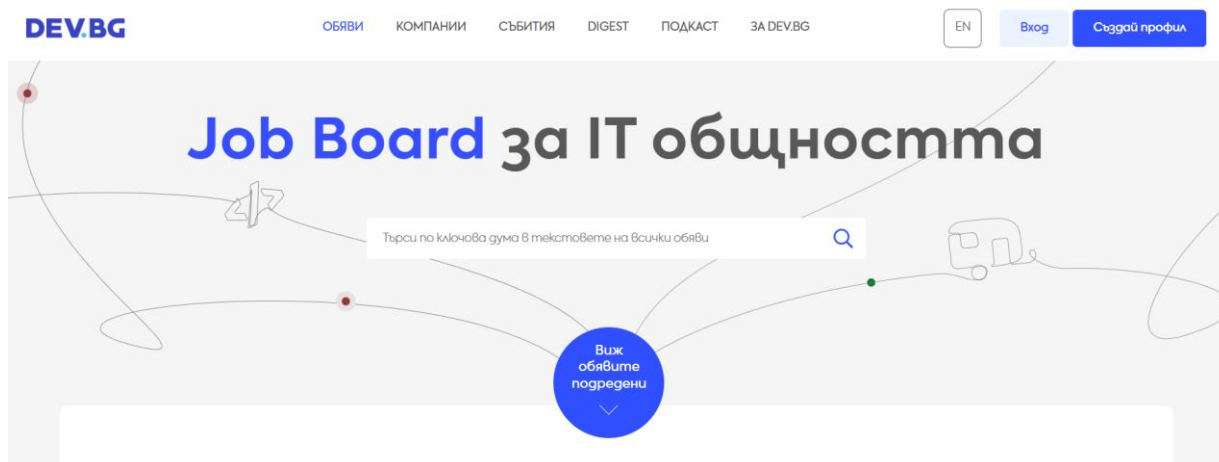 DEV.BG
ОБЯВИ КОМПАНИИ СЪБИТИЯ DIGEST ПОДКАСТ ЗА DEV.BG EN Вход Създай профил
Job Board за IT общността
Търси по ключова дума в текстовете на всички обяви
Виж
обявите
подредени